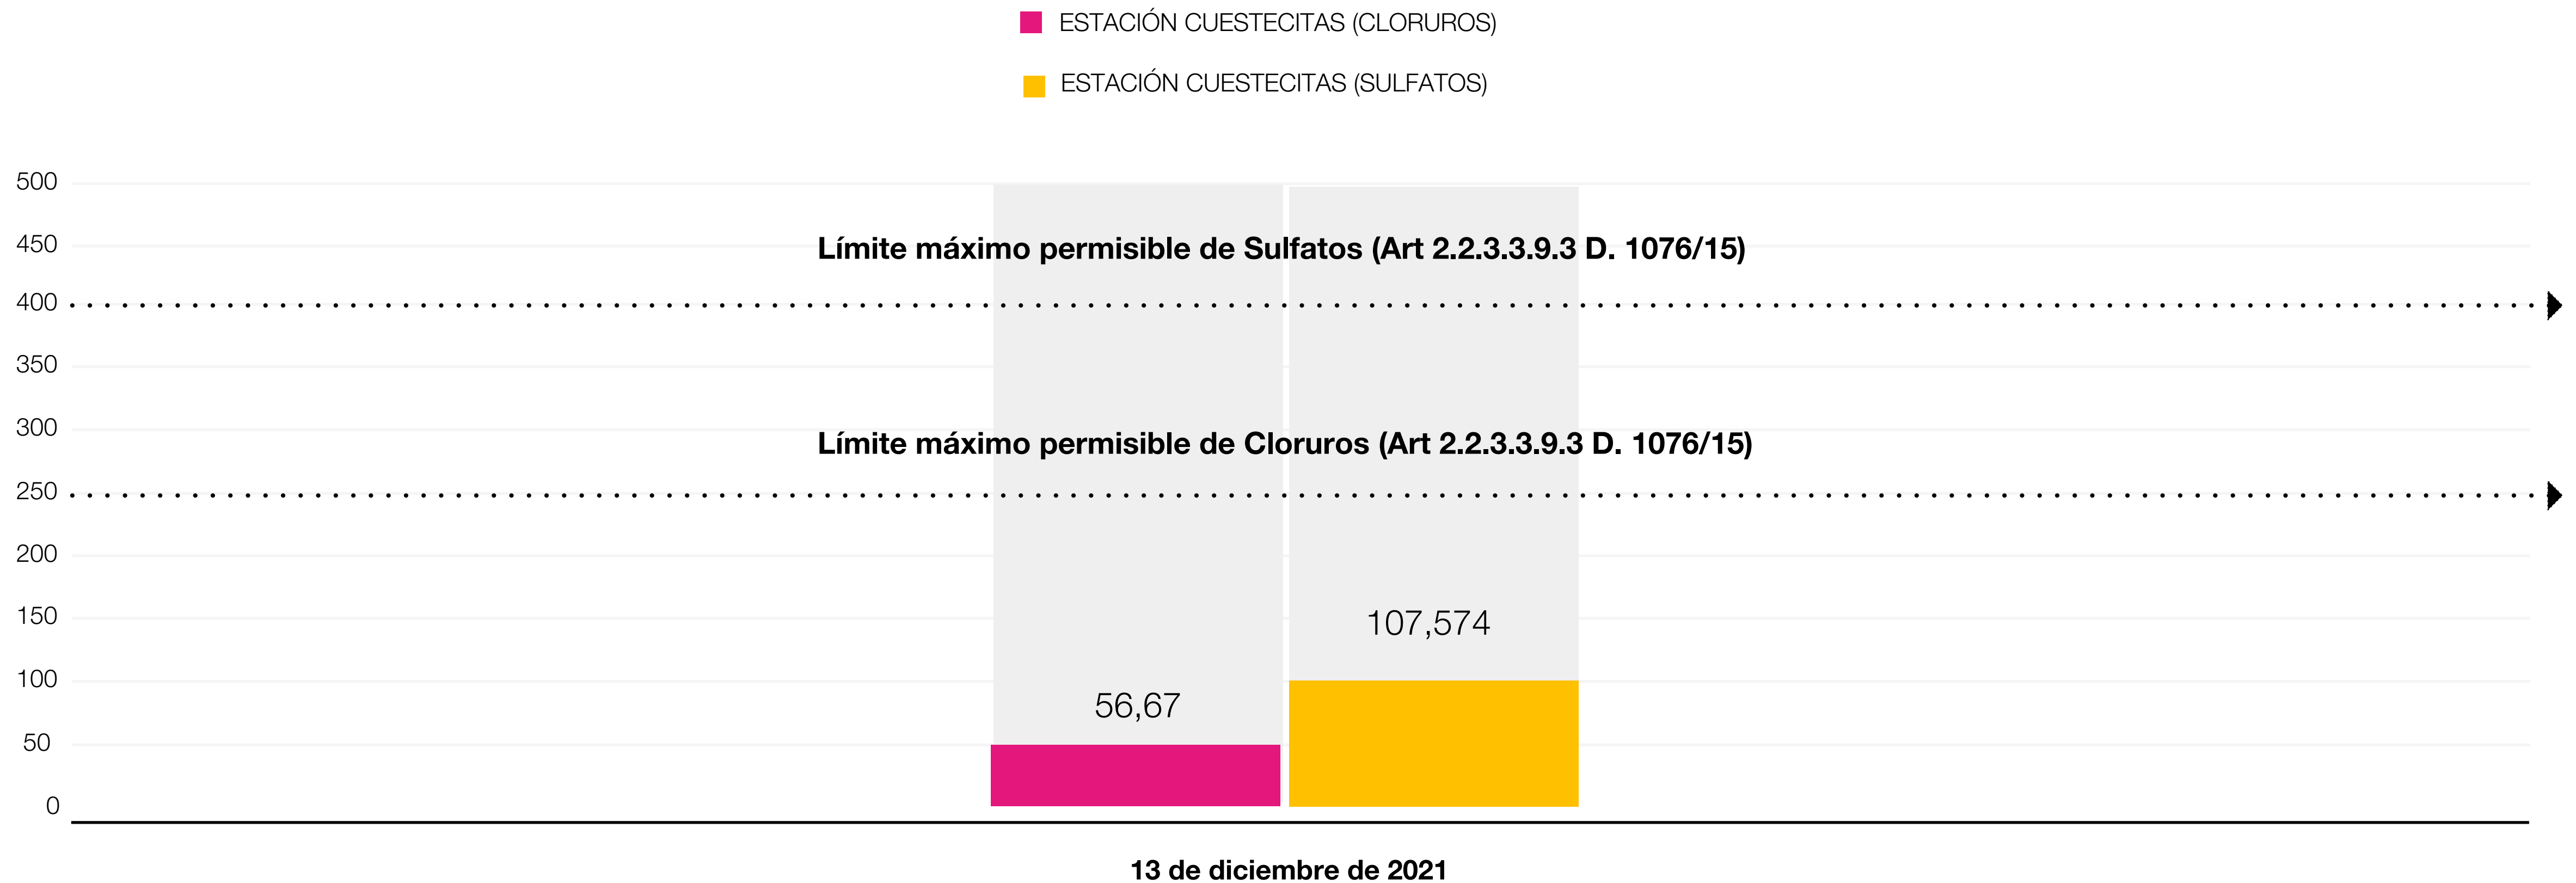 ESTACIÓN CUESTECITAS (CLORUROS)
ESTACIÓN CUESTECITAS (SULFATOS)
500
450
Límite máximo permisible de Sulfatos (Art 2.2.3.3.9.3 D. 1076/15)
400
350
300
Límite máximo permisible de Cloruros (Art 2.2.3.3.9.3 D. 1076/15)
250
200
150
107,574
100
56,67
50
0
13 de diciembre de 2021